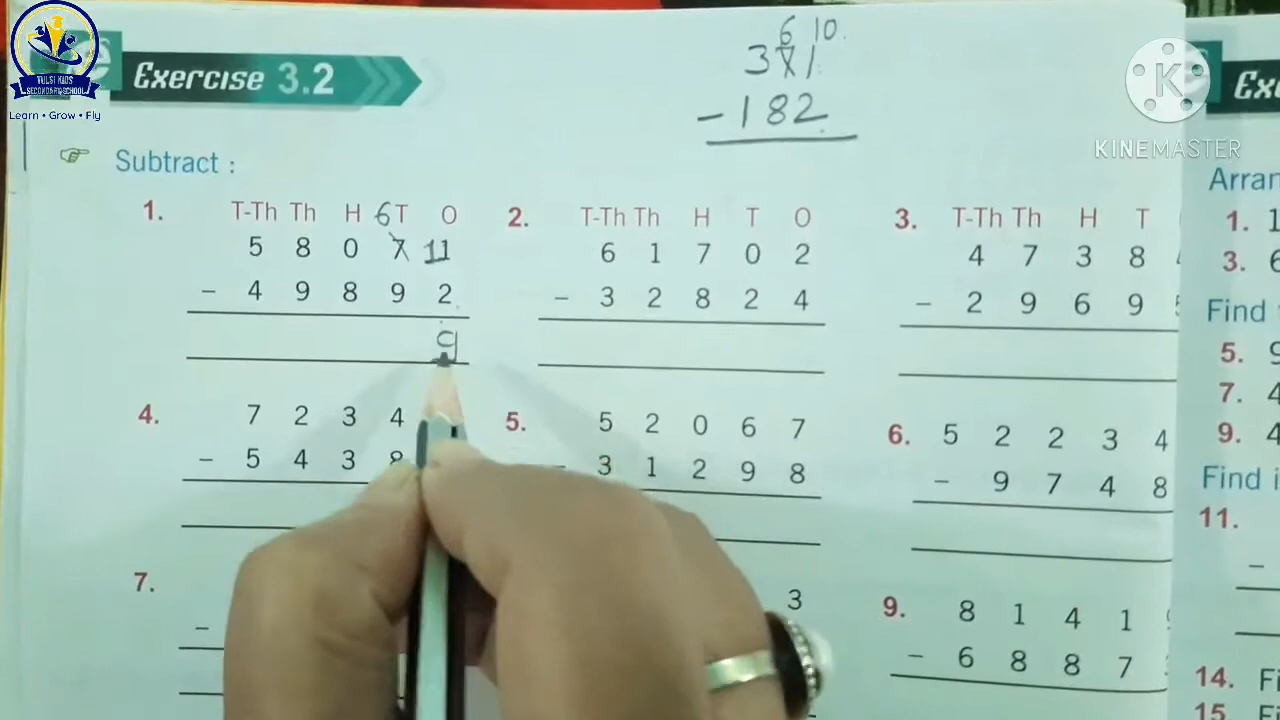 TULSI KIDS
SECONDARY SCHOOL
Learn • Grow • Fly
Exercise 3.2
6 10.
3 7 1
- 1 8 2
KINEMASTER
Subtract :
1. T-Th Th H 6 T O
5 8 0 7 11
- 4 9 8 9 2
9
2. T-Th Th H T O
6 1 7 0 2
- 3 2 8 2 4
3. T-Th Th H T
4 7 3 8
- 2 9 6 9
4. 7 2 3 4
- 5 4 3 8
5. 5 2 0 6 7
- 3 1 2 9 8
6. 5 2 2 3 4
- 9 7 4 8
7.
-
3
9. 8 1 4 1
- 6 8 8 7
Ex
Arran
1. 1
3. 6
Find
5. 9
7. 4
9. 4
Find i
11.
-
14. Fi
15. Fi